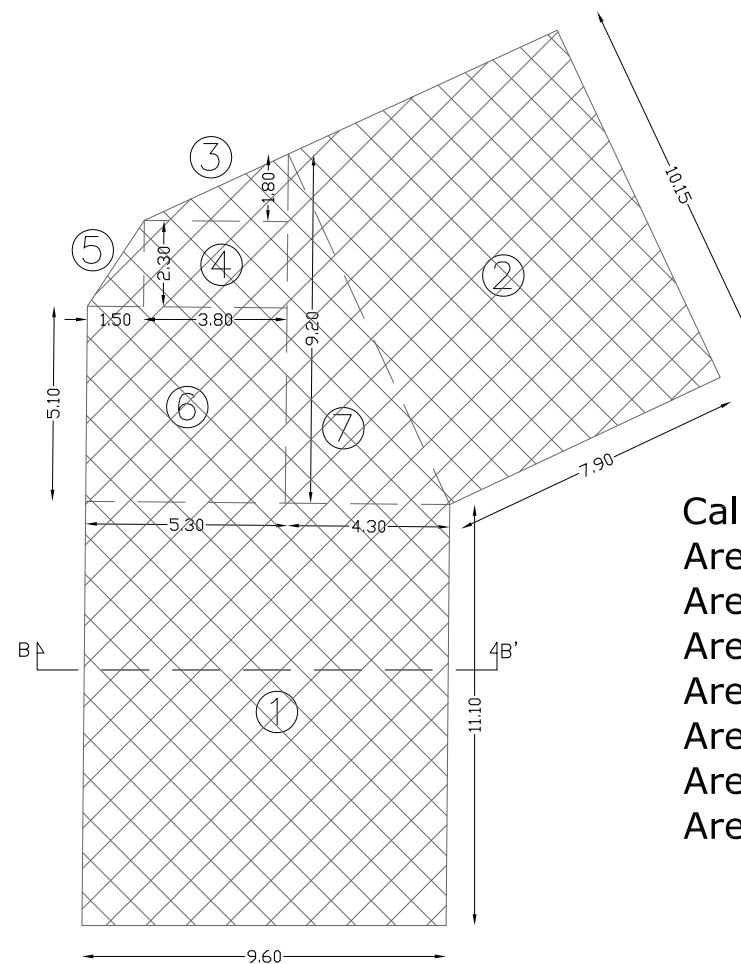 10.15
③
1.80
⑤
2.30
④
②
1.50
3.80
9.20
5.10
⑥
⑦
7.90
Cal
5.30
4.30
Are
Are
B
B'
Are
①
11.10
Are
Are
Are
Are
9.60